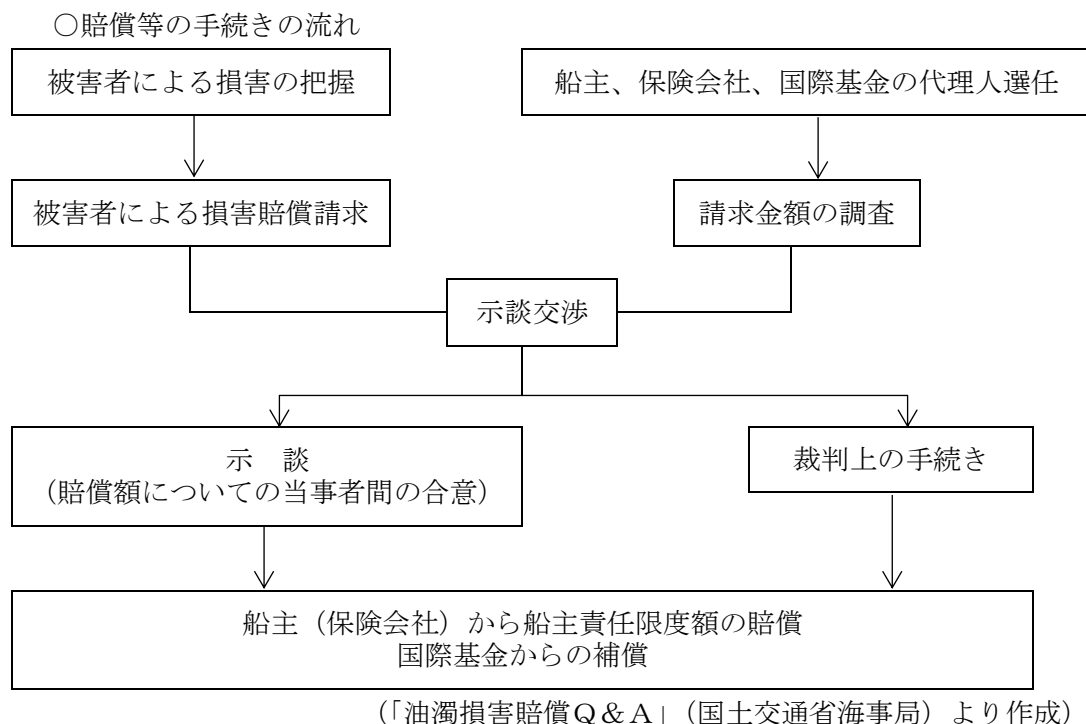 ○賠償等の手続きの流れ
被害者による損害の把握
船主、保険会社、国際基金の代理人選任
被害者による損害賠償請求
請求金額の調査
示談交渉
示　談
（賠償額についての当事者間の合意）
裁判上の手続き
船主（保険会社）から船主責任限度額の賠償
国際基金からの補償
（「油濁損害賠償Ｑ＆Ａ」（国土交通省海事局）より作成）